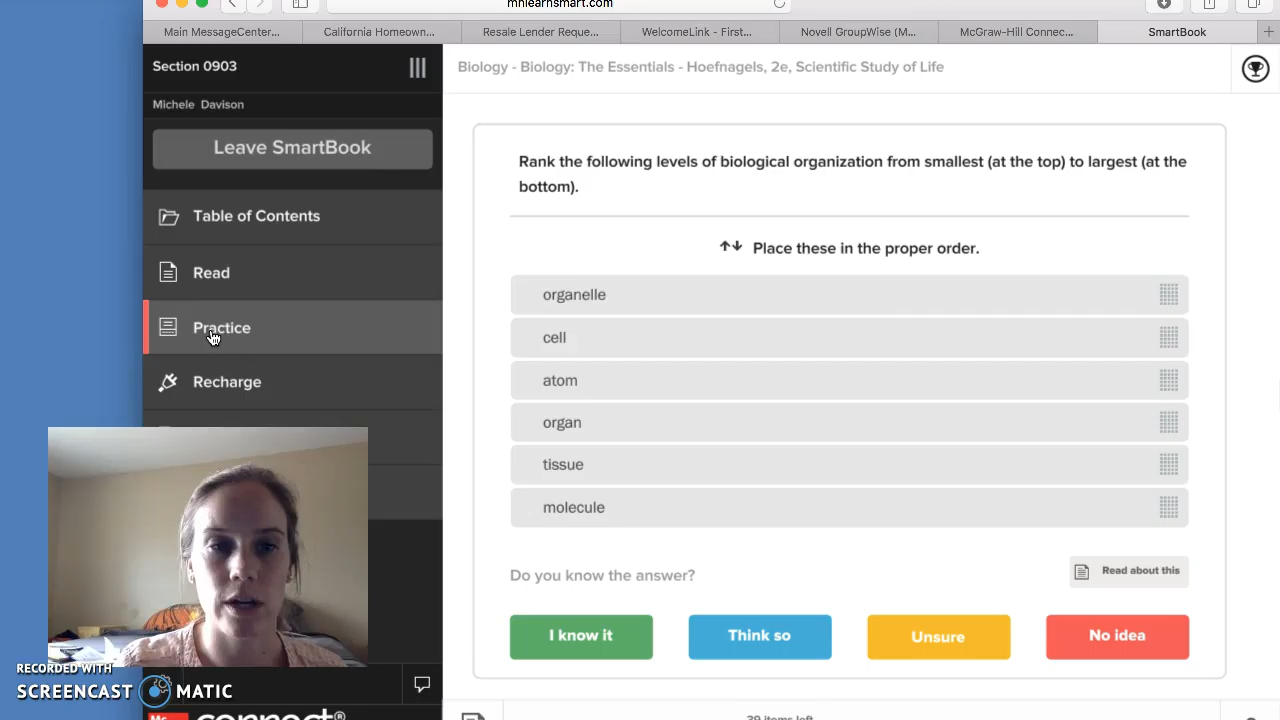 mhlearnsmart.com
Main MessageCenter... California Homeown... Resale Lender Reque... WelcomeLink - First... Novell GroupWise (M... McGraw-Hill Connec... SmartBook
Section 0903
Michele Davison
Leave SmartBook
Table of Contents
Read
Practice
Recharge
Biology - Biology: The Essentials - Hoefnagels, 2e, Scientific Study of Life
Rank the following levels of biological organization from smallest (at the top) to largest (at the
bottom).
Place these in the proper order.
organelle
cell
atom
organ
tissue
molecule
Do you know the answer?
Read about this
I know it
Think so
Unsure
No idea
39 items left
RECORDED WITH
SCREENCAST MATIC
connect®